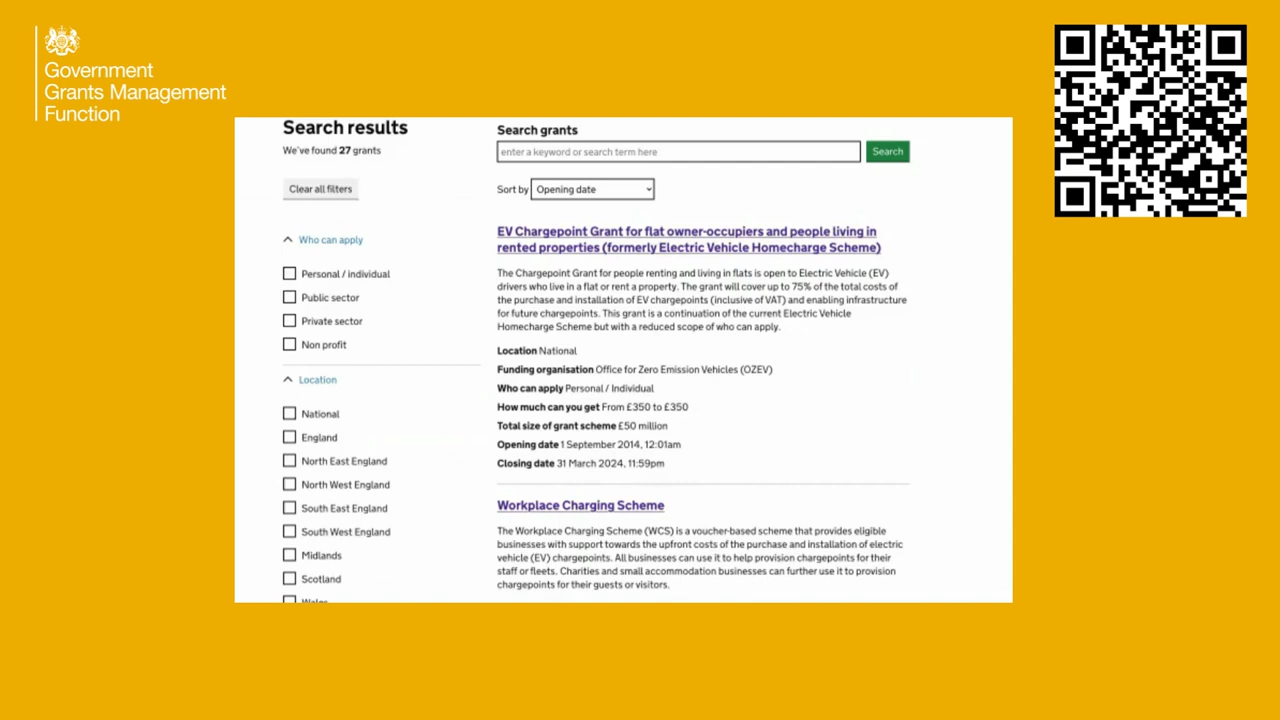 Government
Grants Management
Function
Search results
We've found 27 grants
Clear all filters
Who can apply
Personal / individual
Public sector
Private sector
Non profit
Location
National
England
North East England
North West England
South East England
South West England
Midlands
Scotland
Wales
Search grants
enter a keyword or search term here
Search
Sort by Opening date
EV Chargepoint Grant for flat owner-occupiers and people living in
rented properties (formerly Electric Vehicle Homecharge Scheme)
The Chargepoint Grant for people renting and living in flats is open to Electric Vehicle (EV)
drivers who live in a flat or rent a property. The grant will cover up to 75% of the total costs of
the purchase and installation of EV chargepoints (inclusive of VAT) and enabling infrastructure
for future chargepoints. This grant is a continuation of the current Electric Vehicle
Homecharge Scheme but with a reduced scope of who can apply.
Location National
Funding organisation Office for Zero Emission Vehicles (OZEV)
Who can apply Personal / Individual
How much can you get From £350 to £350
Total size of grant scheme £50 million
Opening date 1 September 2014, 12:01am
Closing date 31 March 2024, 11:59pm
Workplace Charging Scheme
The Workplace Charging Scheme (WCS) is a voucher-based scheme that provides eligible
businesses with support towards the upfront costs of the purchase and installation of electric
vehicle (EV) chargepoints. All businesses can use it to help provision chargepoints for their
staff or fleets. Charities and small accommodation businesses can further use it to provision
chargepoints for their guests or visitors.